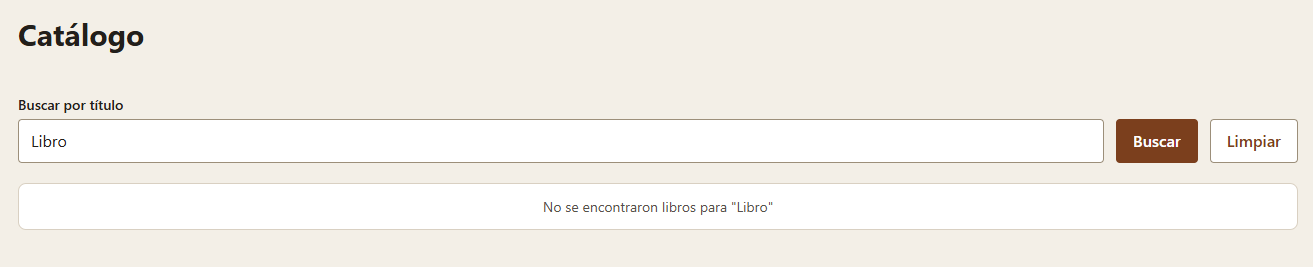 Catálogo
Buscar por título
Libro
Buscar
Limpiar
No se encontraron libros para "Libro"